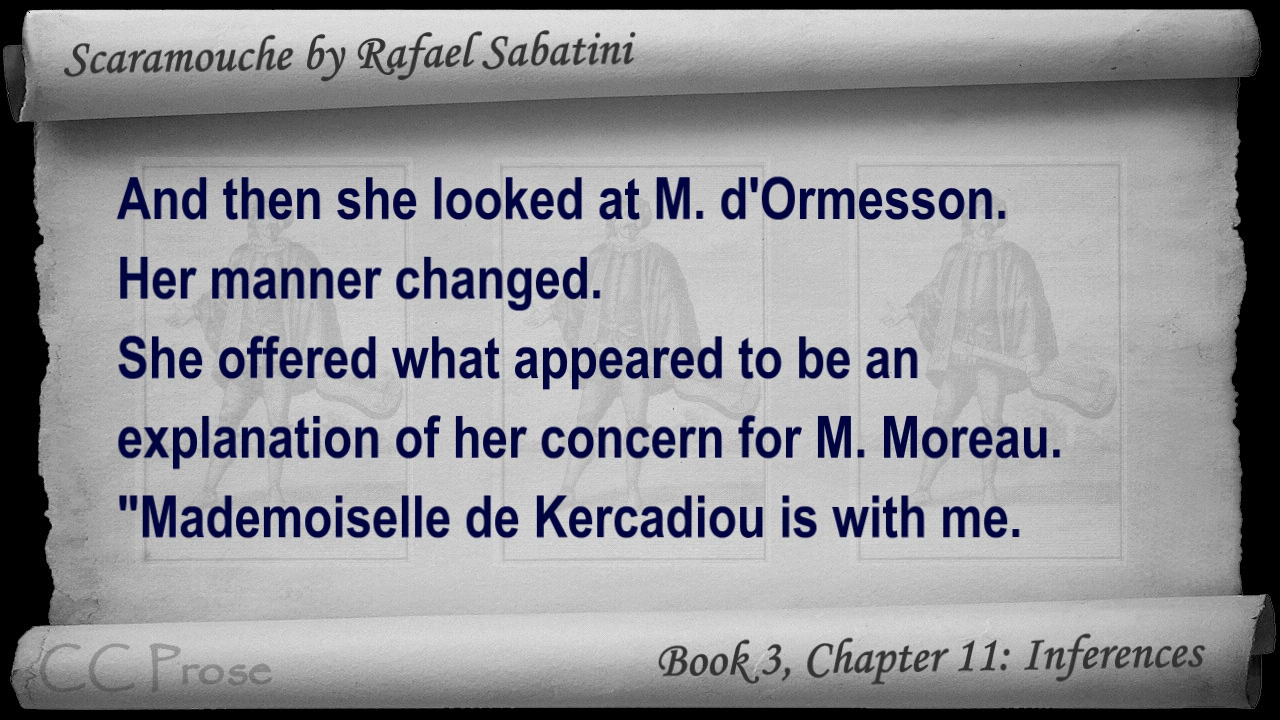 Scaramouche by Rafael Sabatini
And then she looked at M. d'Ormesson.
Her manner changed.
She offered what appeared to be an
explanation of her concern for M. Moreau.
"Mademoiselle de Kercadiou is with me.
CC Prose
Book 3, Chapter 11: Inferences